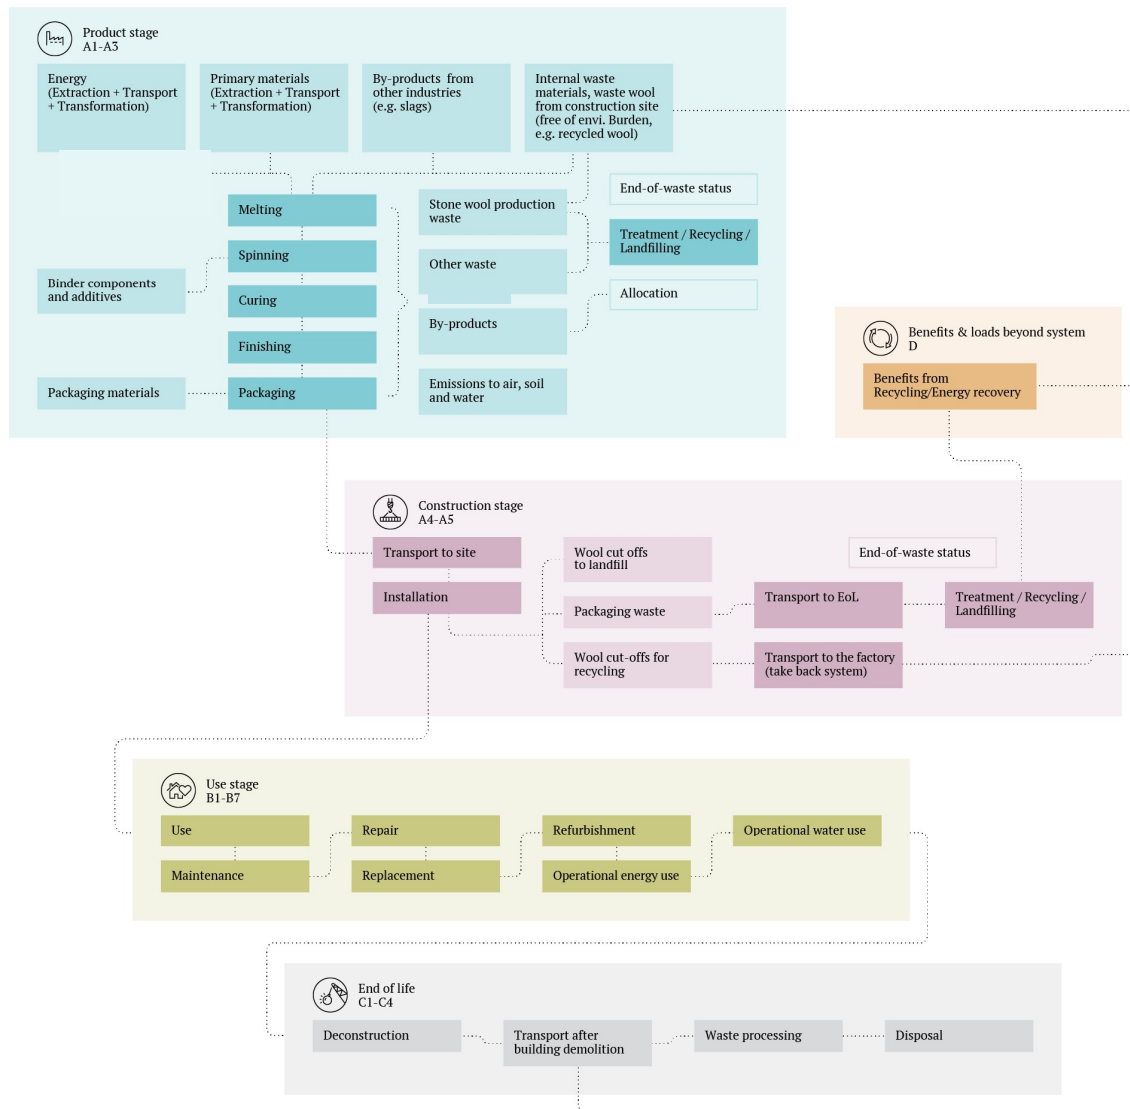 Product stage
A1-A3
Energy
(Extraction + Transport
+ Transformation)
Primary materials
(Extraction + Transport
+ Transformation)
By-products from
other industries
(e.g. slags)
Internal waste
materials, waste wool
from construction site
(free of envi. Burden,
e.g. recycled wool)
Melting
Spinning
Curing
Finishing
Packaging
Binder components
and additives
Packaging materials
Stone wool production
waste
Other waste
By-products
Emissions to air, soil
and water
End-of-waste status
Treatment / Recycling /
Landfilling
Allocation
Benefits & loads beyond system
D
Benefits from
Recycling/Energy recovery
Construction stage
A4-A5
Transport to site
Installation
Wool cut offs
to landfill
Packaging waste
Wool cut-offs for
recycling
End-of-waste status
Transport to EoL
Treatment / Recycling /
Landfilling
Transport to the factory
(take back system)
Use stage
B1-B7
Use
Maintenance
Repair
Replacement
Refurbishment
Operational energy use
Operational water use
End of life
C1-C4
Deconstruction
Transport after
building demolition
Waste processing
Disposal